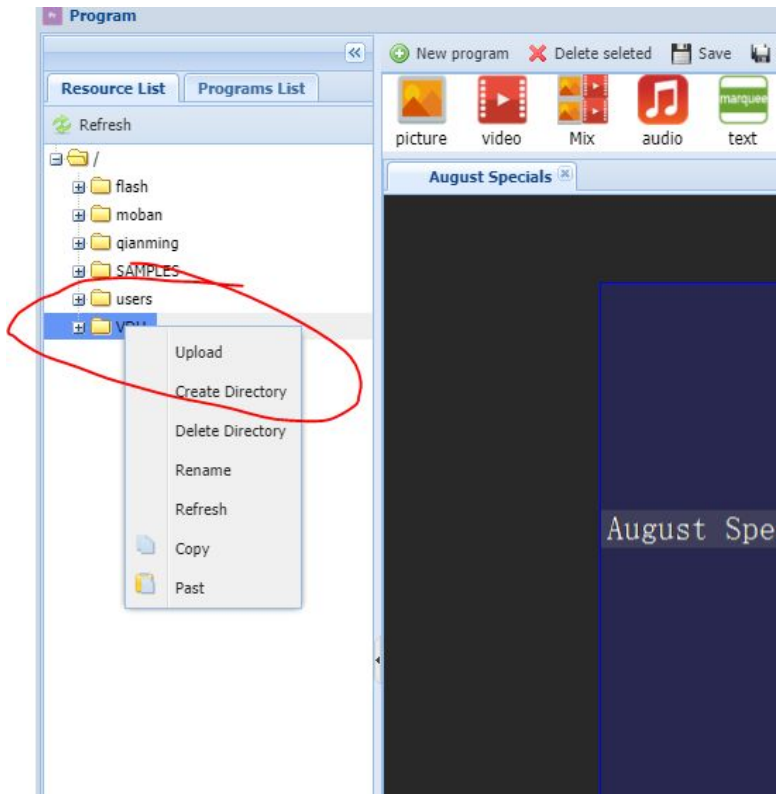 Program
New program Delete seleted Save
Resource List Programs List
Refresh
picture video Mix audio text
marquee
/
August Specials
flash
moban
qianming
SAMPLES
users
Upload
Create Directory
Delete Directory
Rename
Refresh
Copy
Past
August Spe